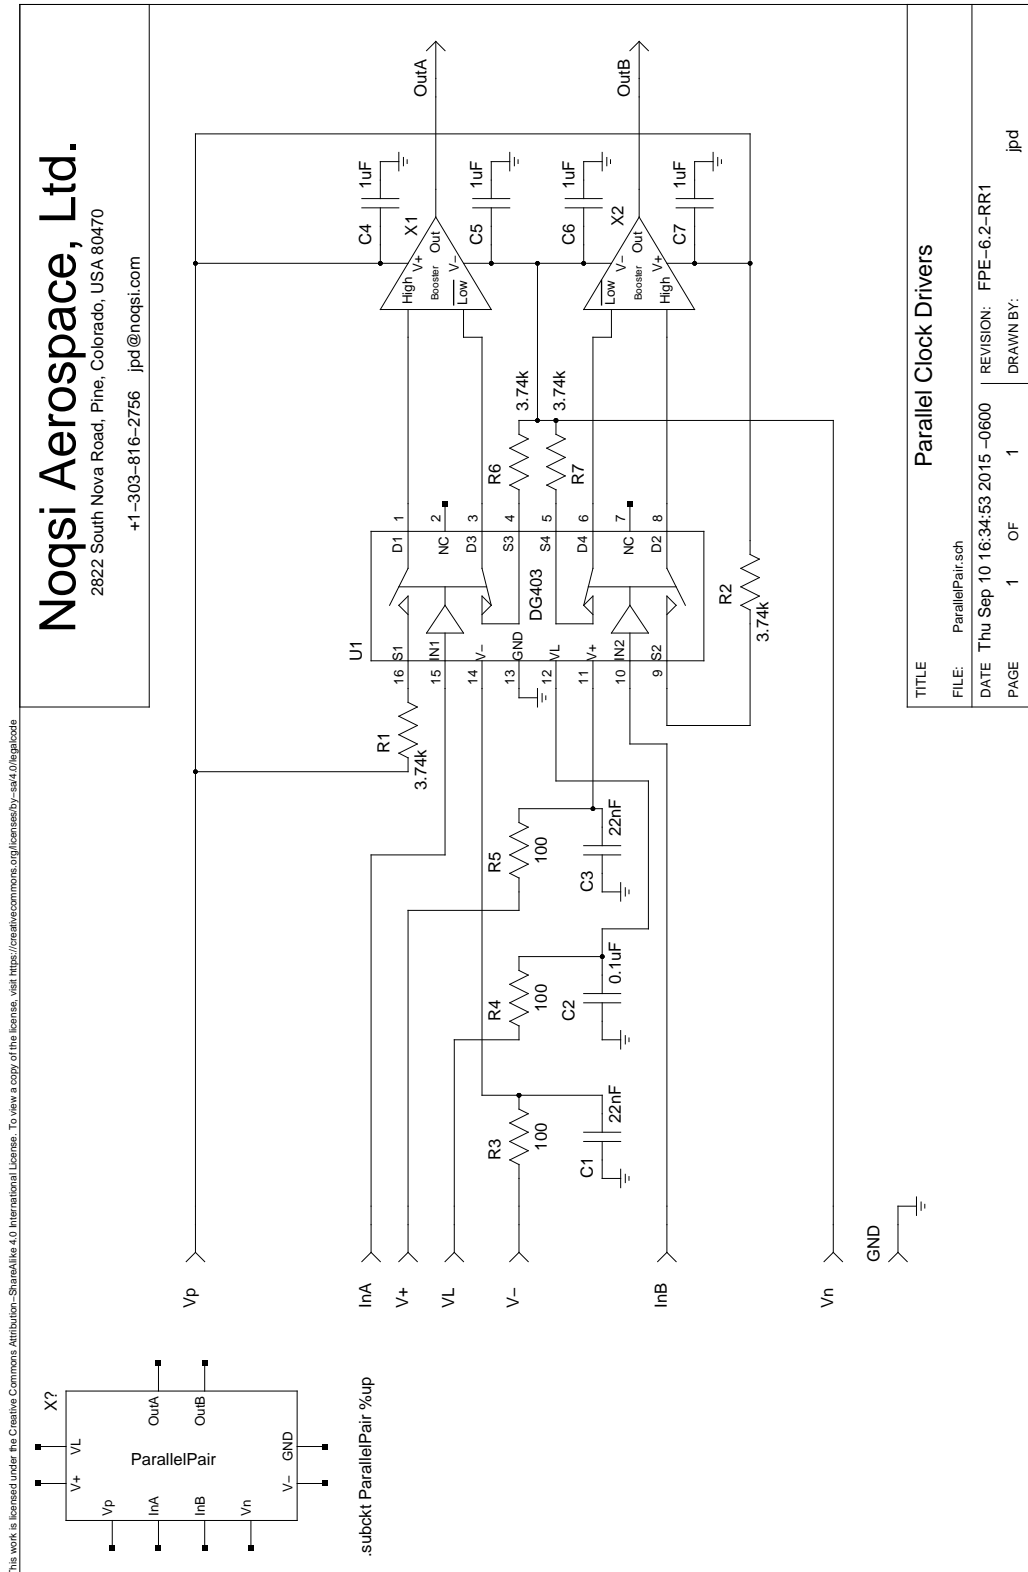 This work is licensed under the Creative Commons Attribution–ShareAlike 4.0 International License. To view a copy of the license, visit https://creativecommons.org/licenses/by–sa/4.0/legalcode
Noqsi Aerospace, Ltd.
2822 South Nova Road, Pine, Colorado, USA 80470
+1–303–816–2756 jpd@noqsi.com
X?
V+
VL
Vp
InA
InB
Vn
OutA
OutB
ParallelPair
V–
GND
.subckt ParallelPair %up
Vp
InA
V+
VL
V–
InB
Vn
GND
R3
100
C1
22nF
R4
100
C2
0.1uF
R5
100
C3
22nF
R1
3.74k
U1
16
S1
D1
1
15
IN1
NC
2
14
V–
D3
3
13
GND
S3
4
12
VL
S4
5
11
V+
D4
6
10
IN2
NC
7
9
S2
D2
8
DG403
R2
3.74k
R6
3.74k
R7
3.74k
High
V+
Booster
Out
Low
V–
X1
C4
1uF
C5
1uF
OutA
Low
V–
Booster
Out
High
V+
X2
C6
1uF
C7
1uF
OutB
TITLE
Parallel Clock Drivers
FILE: ParallelPair.sch
REVISION: FPE–6.2–RR1
DATE Thu Sep 10 16:34:53 2015 –0600
PAGE 1 OF 1
DRAWN BY: jpd